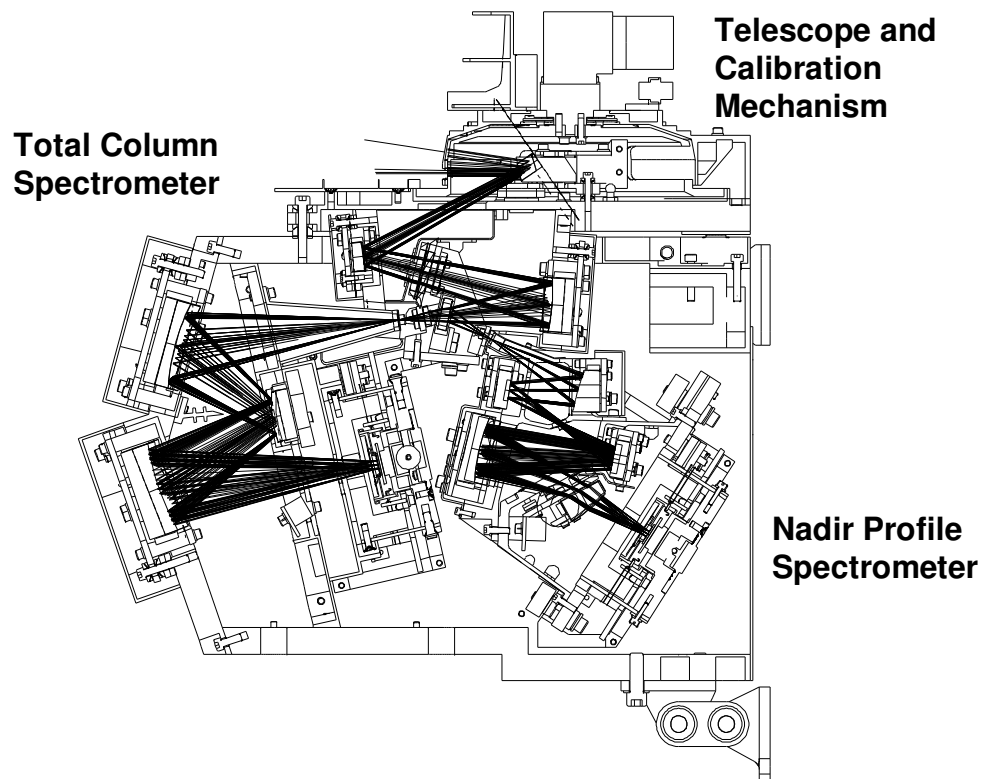 Telescope and
Calibration
Mechanism
Total Column
Spectrometer
Nadir Profile
Spectrometer